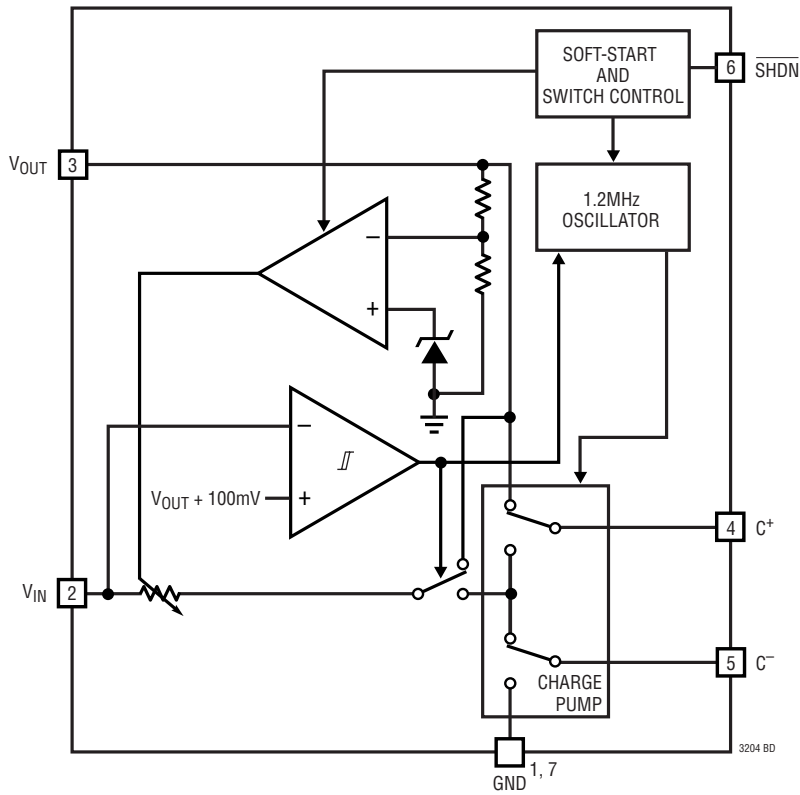 SOFT-START
AND
SWITCH CONTROL
6
SHDN
VOUT
3
1.2MHz
OSCILLATOR
−
+
−
VOUT + 100mV
+
4
C+
VIN
2
5
C−
CHARGE
PUMP
1, 7
GND
3204 BD